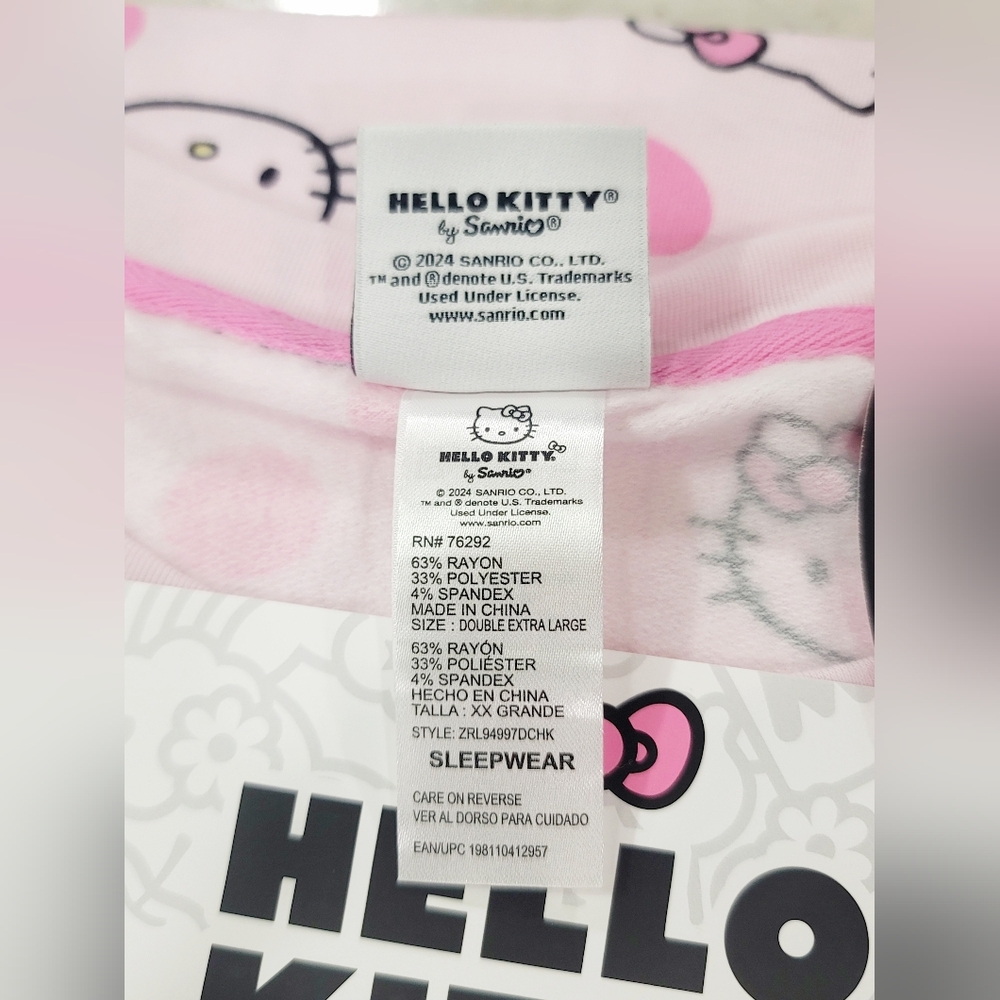 HELLO KITTY®
by Sanrio®
© 2024 SANRIO CO., LTD.
™ and ® denote U.S. Trademarks
Used Under License.
www.sanrio.com
HELLO KITTY®
by Sanrio®
© 2024 SANRIO CO., LTD.
™ and ® denote U.S. Trademarks
Used Under License.
www.sanrio.com
RN# 76292
63% RAYON
33% POLYESTER
4% SPANDEX
MADE IN CHINA
SIZE : DOUBLE EXTRA LARGE
63% RAYÓN
33% POLIÉSTER
4% SPANDEX
HECHO EN CHINA
TALLA : XX GRANDE
STYLE: ZRL94997DCHK
SLEEPWEAR
CARE ON REVERSE
VER AL DORSO PARA CUIDADO
EAN/UPC 198110412957
HELLO